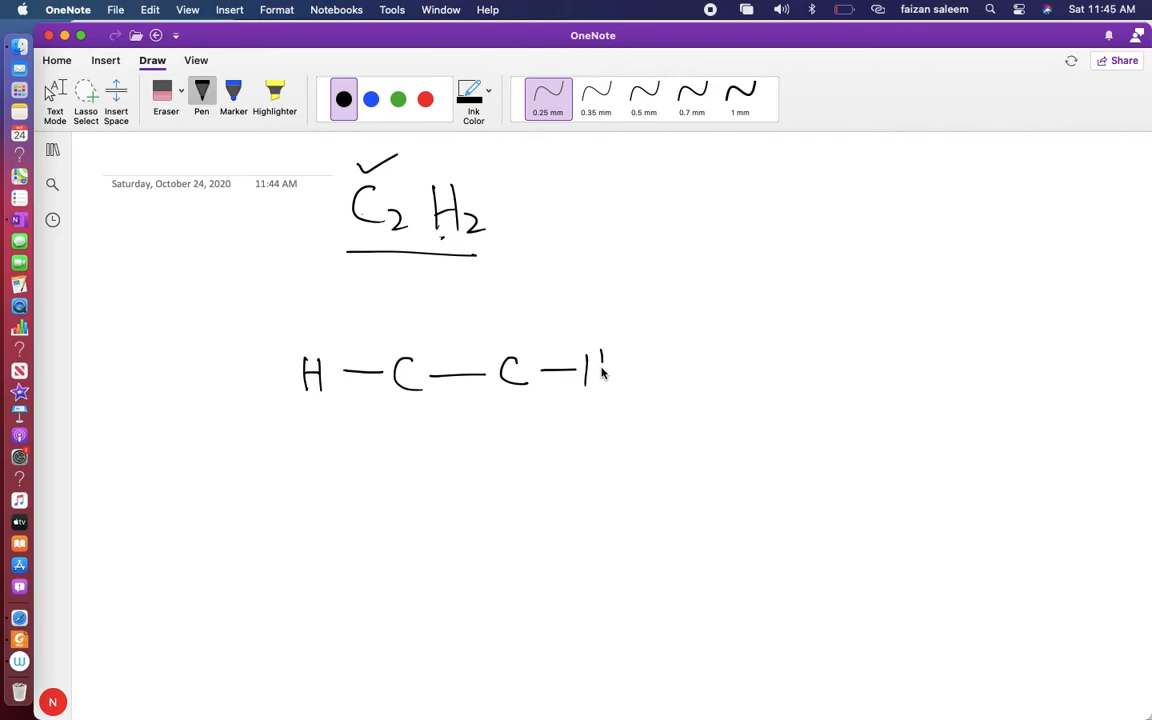 OneNote File Edit View Insert Format Notebooks Tools Window Help faizan saleem Sat 11:45 AM
OneNote
Home Insert Draw View Share
Text Mode Lasso Select Insert Space Eraser Pen Marker Highlighter Ink Color 0.25 mm 0.35 mm 0.5 mm 0.7 mm 1 mm
Saturday, October 24, 2020 11:44 AM
C2 H2
H — C — C —
N